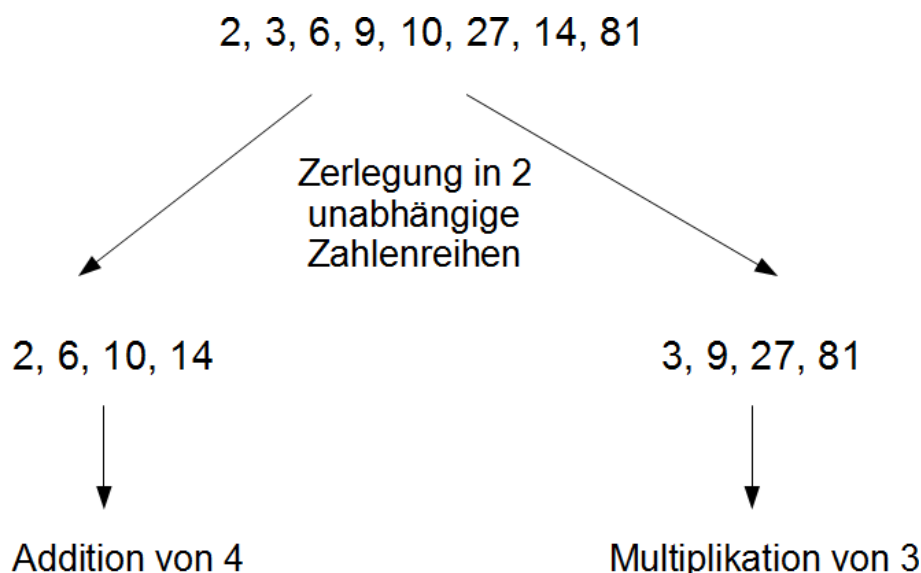 2, 3, 6, 9, 10, 27, 14, 81
Zerlegung in 2
unabhängige
Zahlenreihen
2, 6, 10, 14
3, 9, 27, 81
Addition von 4
Multiplikation von 3